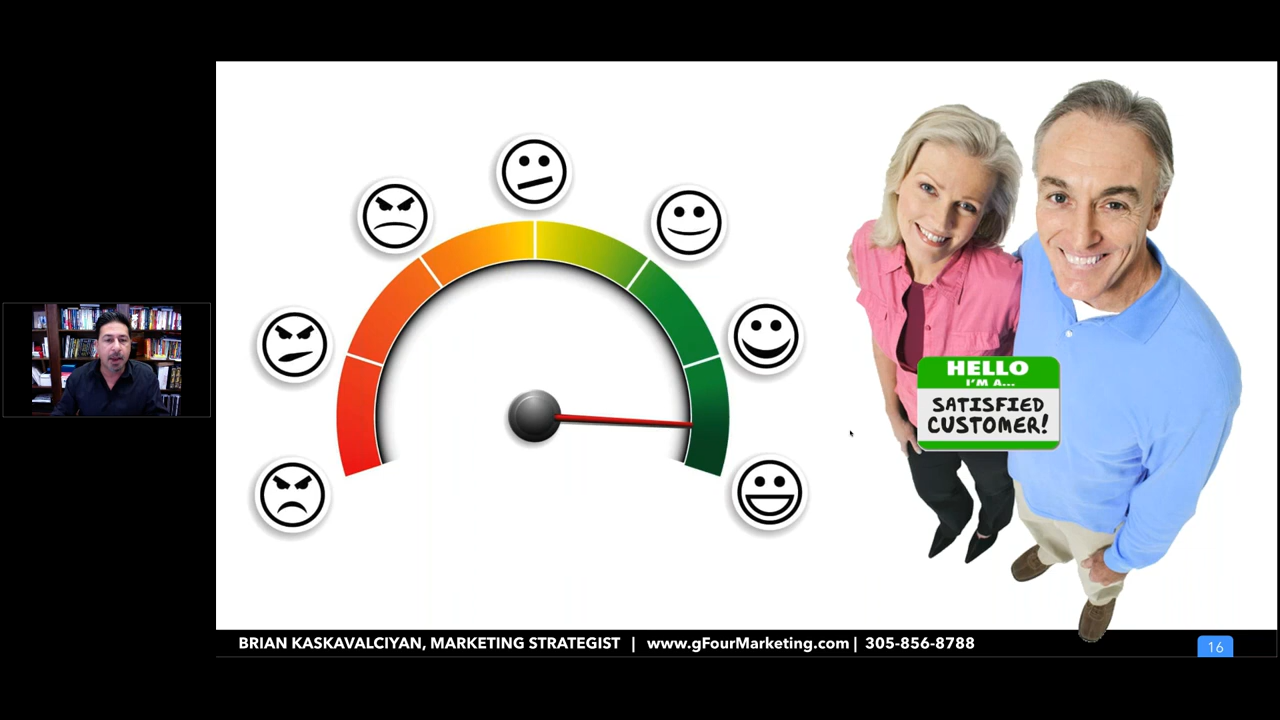 HELLO
I'M A...
SATISFIED
CUSTOMER!
BRIAN KASKAVALCIYAN, MARKETING STRATEGIST | www.gFourMarketing.com | 305-856-8788
16